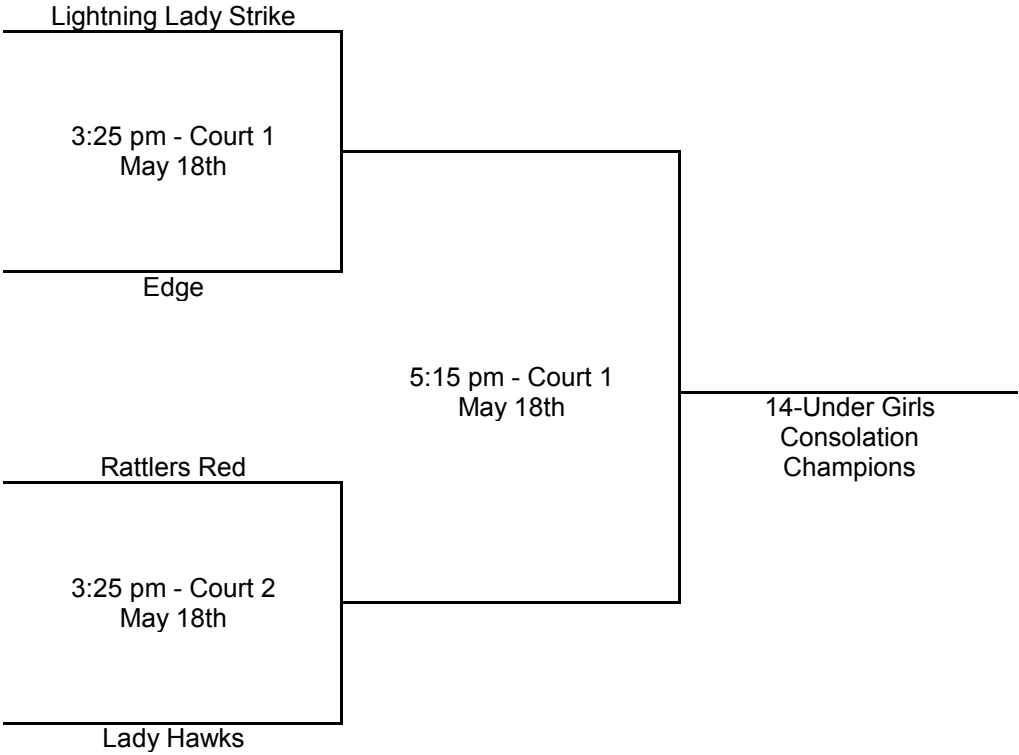 Lightning Lady Strike
3:25 pm - Court 1
May 18th
Edge
5:15 pm - Court 1
May 18th
14-Under Girls
Consolation
Champions
Rattlers Red
3:25 pm - Court 2
May 18th
Lady Hawks